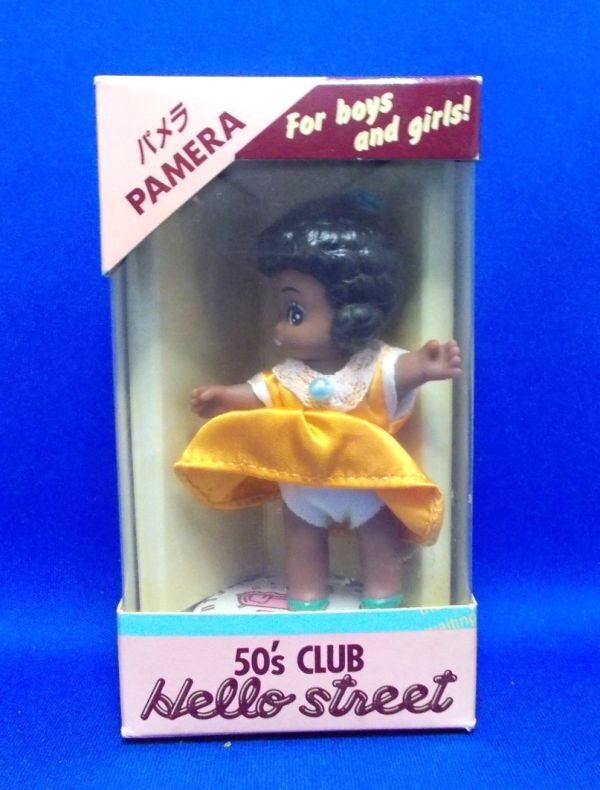 パメラ
PAMERA
For boys
and girls!
50's CLUB
Hello street